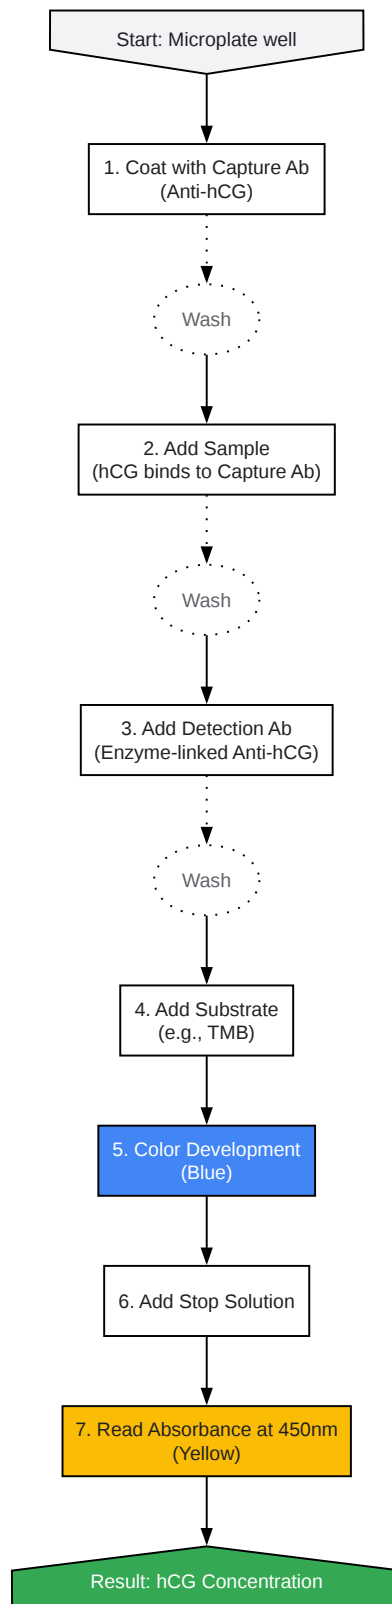 Start: Microplate well
1. Coat with Capture Ab
(Anti-hCG)
Wash
2. Add Sample
(hCG binds to Capture Ab)
Wash
3. Add Detection Ab
(Enzyme-linked Anti-hCG)
Wash
4. Add Substrate
(e.g., TMB)
5. Color Development
(Blue)
6. Add Stop Solution
7. Read Absorbance at 450nm
(Yellow)
Result: hCG Concentration